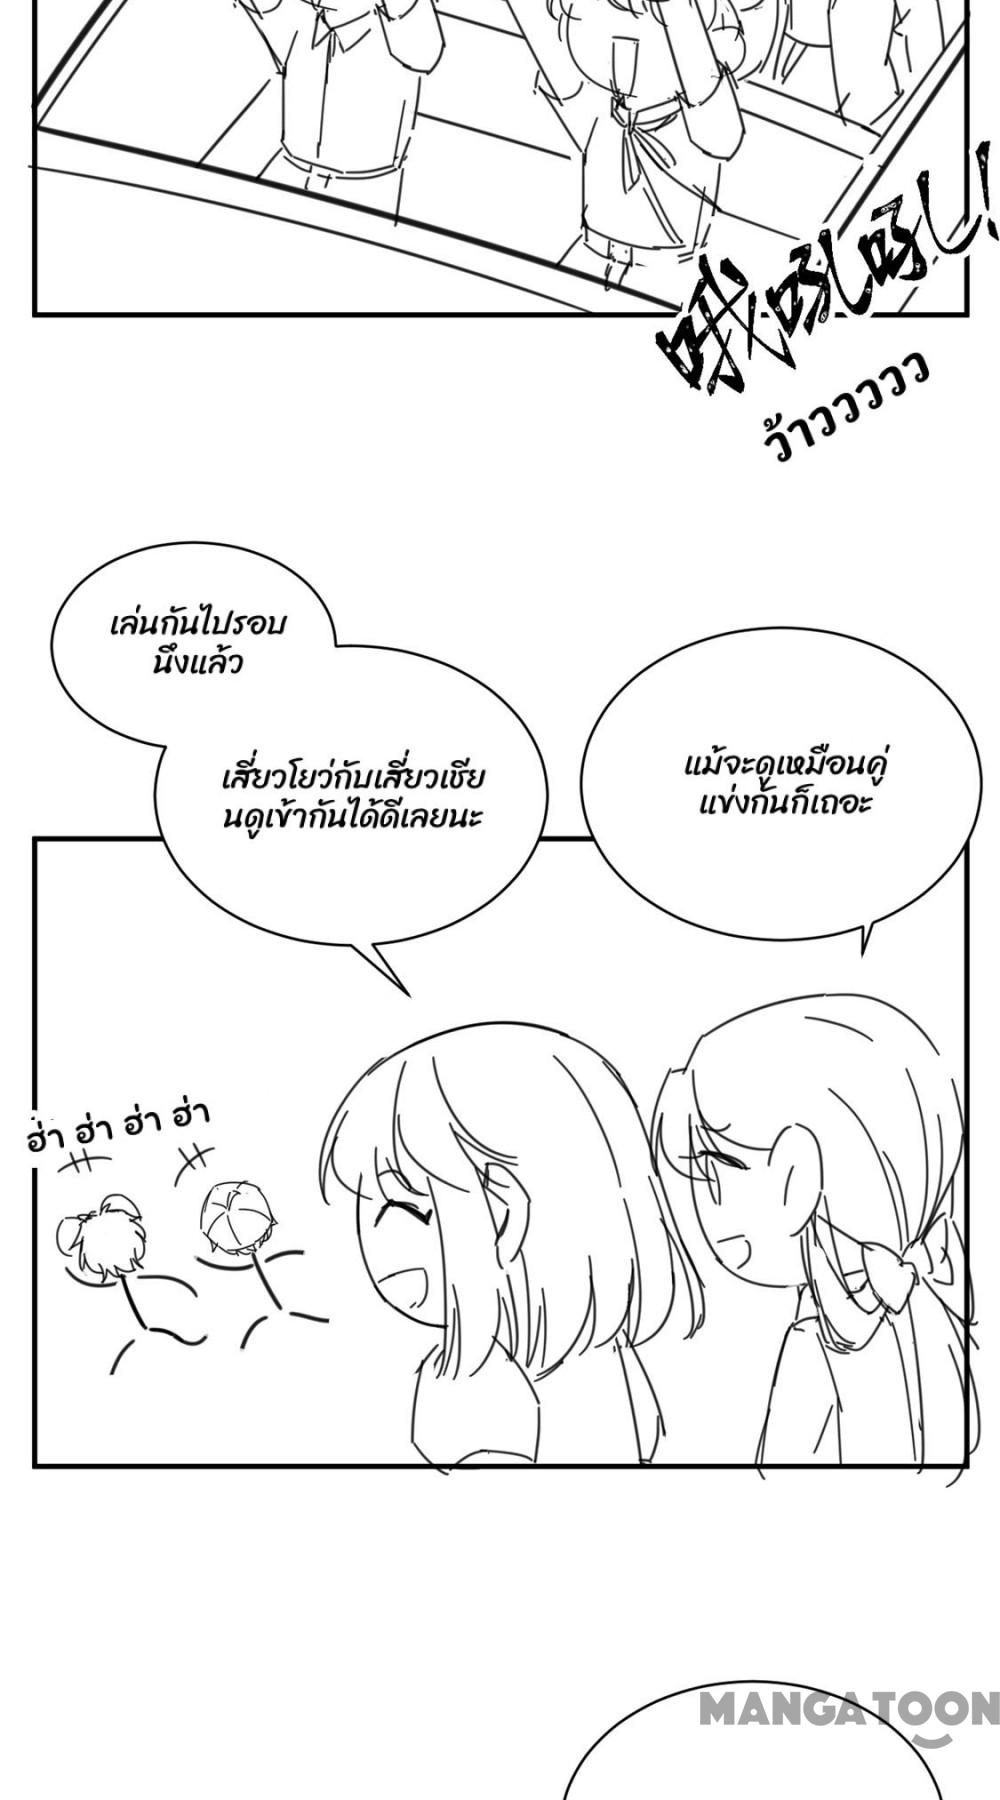 哦吼吼!
ว้าววววว
เล่นกันไปรอบ
นึงแล้ว
เสี่ยวโยว่กับเสี่ยวเชีย
นดูเข้ากันได้ดีเลยนะ
แม้จะดูเหมือนคู่
แข่งกันก็เถอะ
ฮ่า ฮ่า ฮ่า ฮ่า
MANGATOON